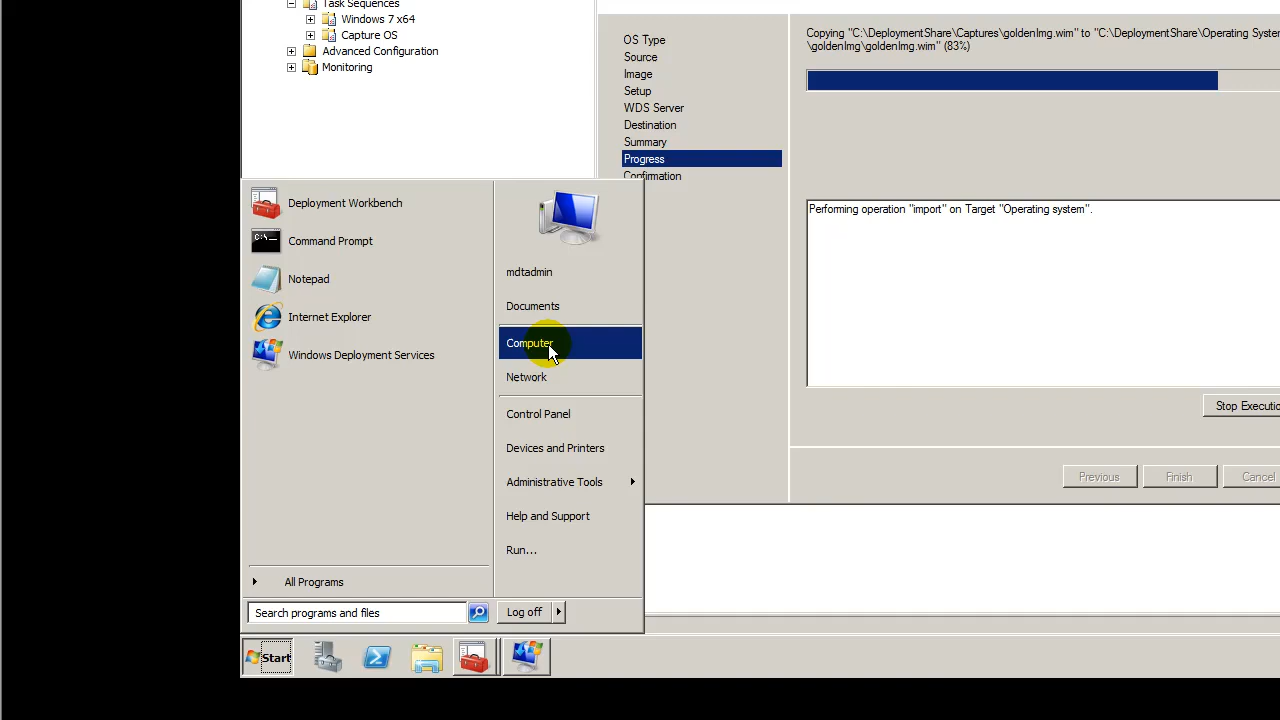 Task Sequences
Windows 7 x64
Capture OS
Advanced Configuration
Monitoring
OS Type
Source
Image
Setup
WDS Server
Destination
Summary
Progress
Confirmation
Copying "C:\DeploymentShare\Captures\goldenImg.wim" to "C:\DeploymentShare\Operating System
\goldenImg\goldenImg.wim" (83%)
Performing operation "import" on Target "Operating system".
Stop Executio
Previous
Finish
Cancel
Deployment Workbench
Command Prompt
Notepad
Internet Explorer
Windows Deployment Services
All Programs
Search programs and files
mdtadmin
Documents
Computer
Network
Control Panel
Devices and Printers
Administrative Tools
Help and Support
Run...
Log off
Start